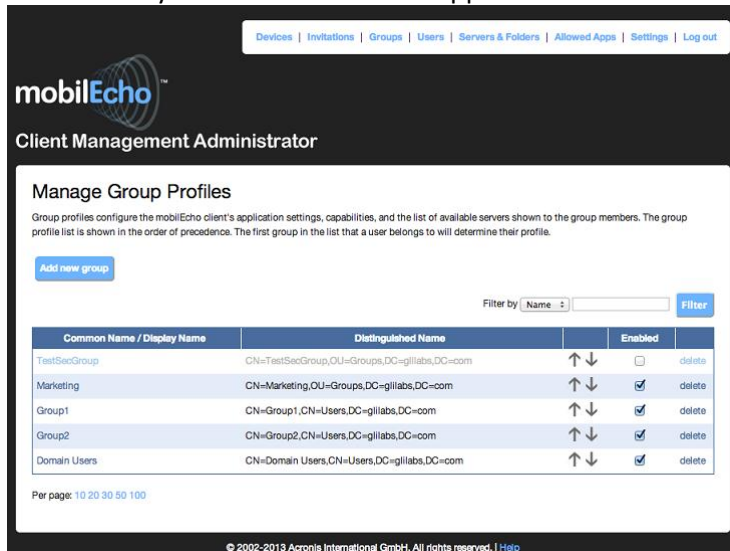 Devices | Invitations | Groups | Users | Servers & Folders | Allowed Apps | Settings | Log out
mobilEcho™
Client Management Administrator
Manage Group Profiles
Group profiles configure the mobilEcho client's application settings, capabilities, and the list of available servers shown to the group members. The group
profile list is shown in the order of precedence. The first group in the list that a user belongs to will determine their profile.
Add new group
Filter by Name Filter
Common Name / Display Name Distinguished Name Enabled
TestSecGroup CN=TestSecGroup,OU=Groups,DC=glilabs,DC=com ↑↓ delete
Marketing CN=Marketing,OU=Groups,DC=glilabs,DC=com ↑↓ delete
Group1 CN=Group1,CN=Users,DC=glilabs,DC=com ↑↓ delete
Group2 CN=Group2,CN=Users,DC=glilabs,DC=com ↑↓ delete
Domain Users CN=Domain Users,CN=Users,DC=glilabs,DC=com ↑↓ delete
Per page: 10 20 30 50 100
© 2002-2013 Acronis International GmbH. All rights reserved. | Help